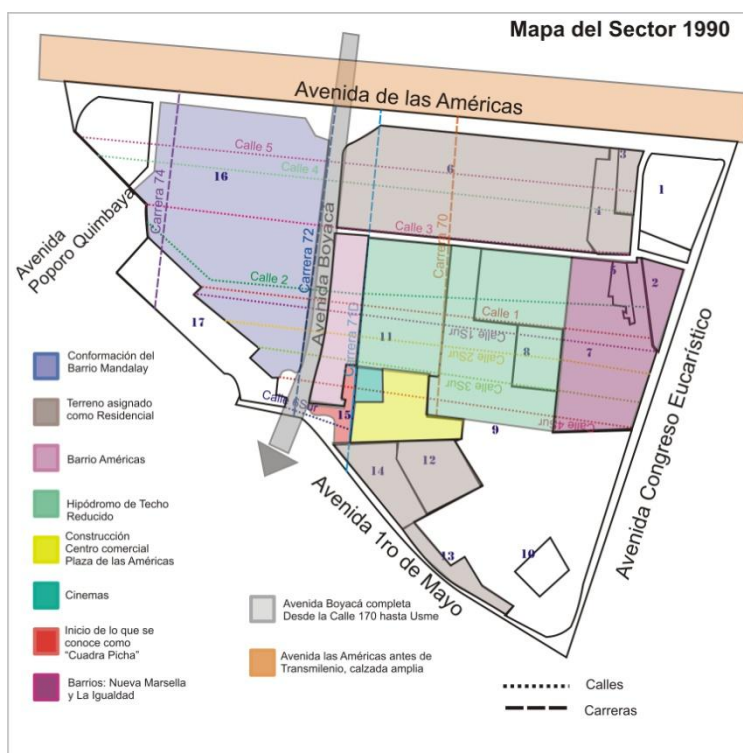 Mapa del Sector 1990
Avenida de las Américas
Calle 5
Calle 4
6
3
1
16
4
Carrera 74
Avenida
Poporo Quimbaya
Calle 3
Carrera 70
Carrera 72
Avenida Boyacá
Calle 2
5
2
17
Calle 1
Calle 1Sur
Carrera 71D
11
8
7
Calle 2Sur
Calle 3Sur
Calle 4Sur
15
9
Avenida Congreso Eucarístico
14
12
13
10
Avenida 1ro de Mayo
Conformación del
Barrio Mandalay
Terreno asignado
como Residencial
Barrio Américas
Hipódromo de Techo
Reducido
Construcción
Centro comercial
Plaza de las Américas
Cinemas
Inicio de lo que se
conoce como
“Cuadra Picha”
Barrios: Nueva Marsella
y La Igualdad
Avenida Boyacá completa
Desde la Calle 170 hasta Usme
Avenida las Américas antes de
Transmilenio, calzada amplia
Calles
Carreras